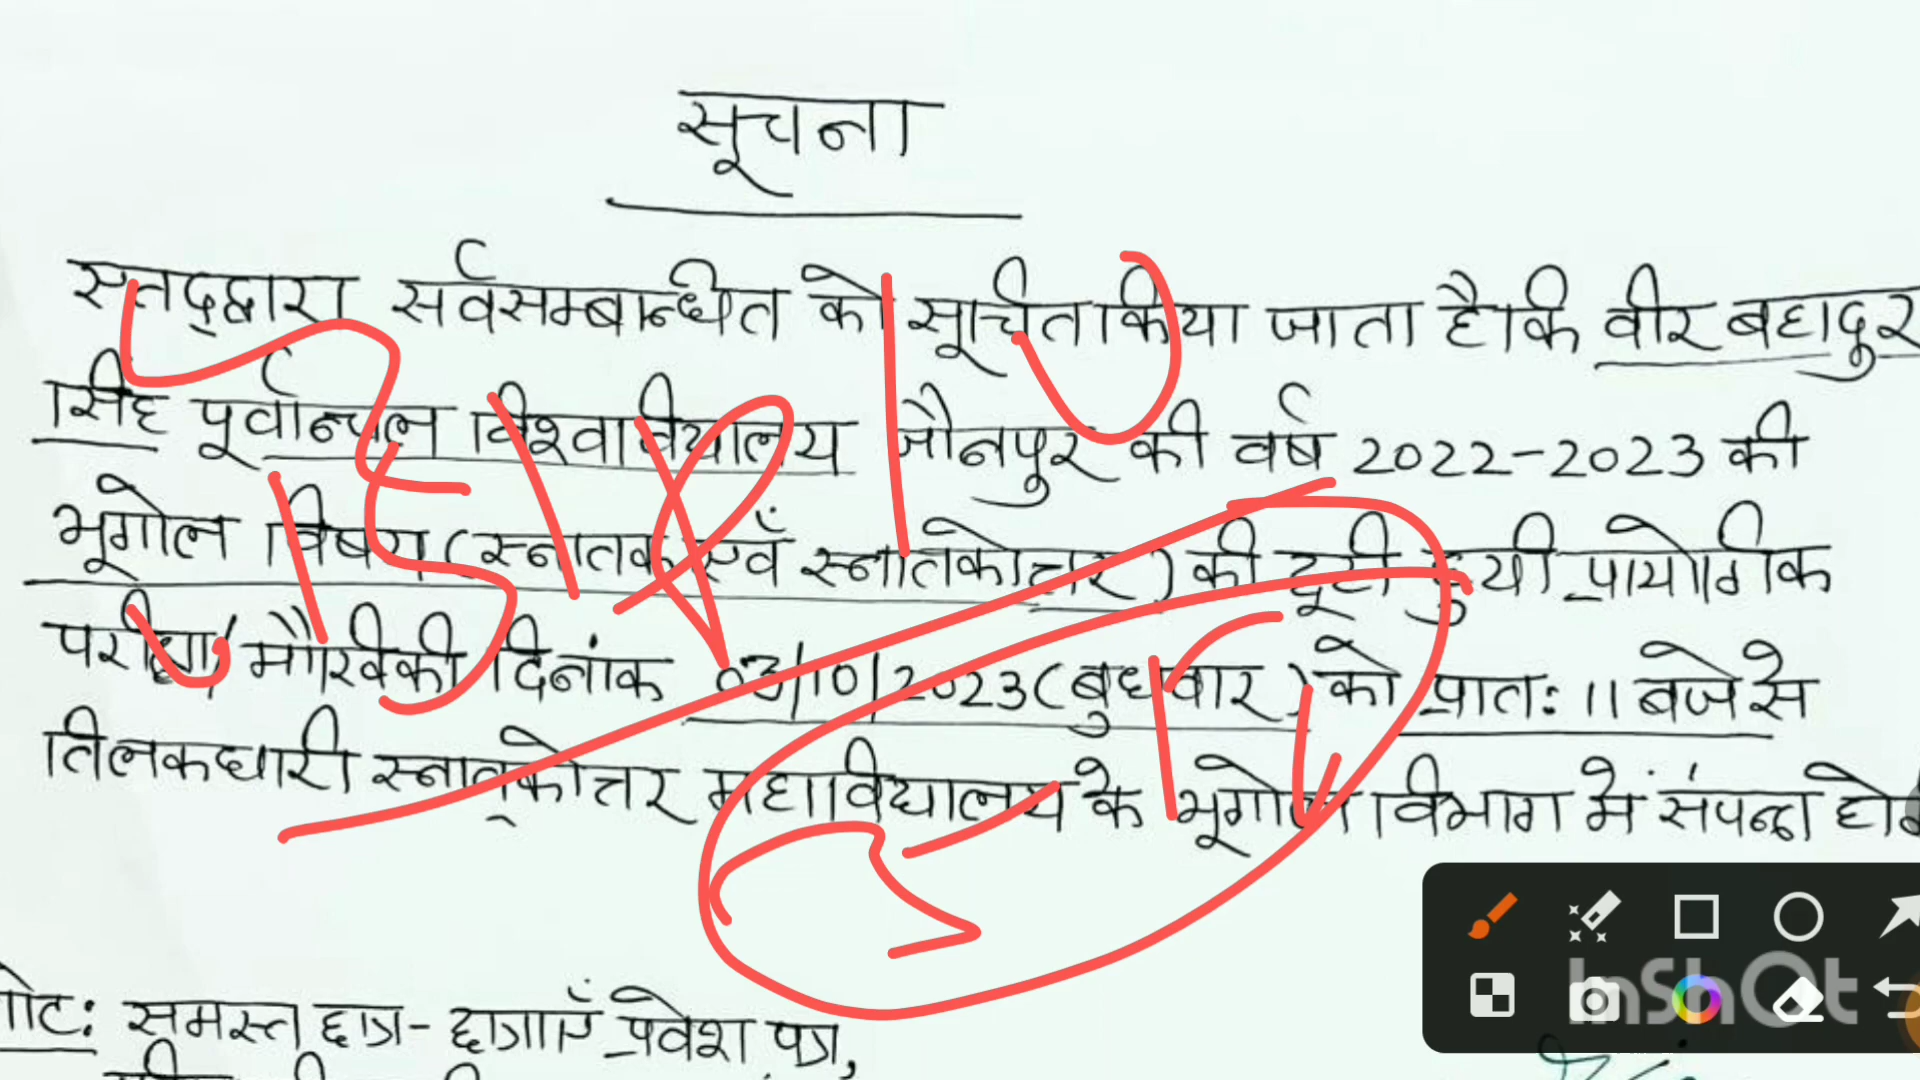 सूचना
एतद्द्वारा सर्वसम्बन्धित को सूचित किया जाता है कि वीर बहादुर
सिंह पूर्वान्चल विश्वविद्यालय जौनपुर की वर्ष 2022-2023 की
भूगोल विषय (स्नातक एवँ स्नातकोत्तर) की छूटी हुयी प्रायोगिक
परीक्षा/मौखिकी दिनांक 03/10/2023 (बुधवार) को प्रातः 11 बजे से
तिलकधारी स्नातकोत्तर महाविद्यालय के भूगोल विभाग में संपन्न
नोट: समस्त छात्र-छात्राएँ प्रवेश पत्र,
InShOt